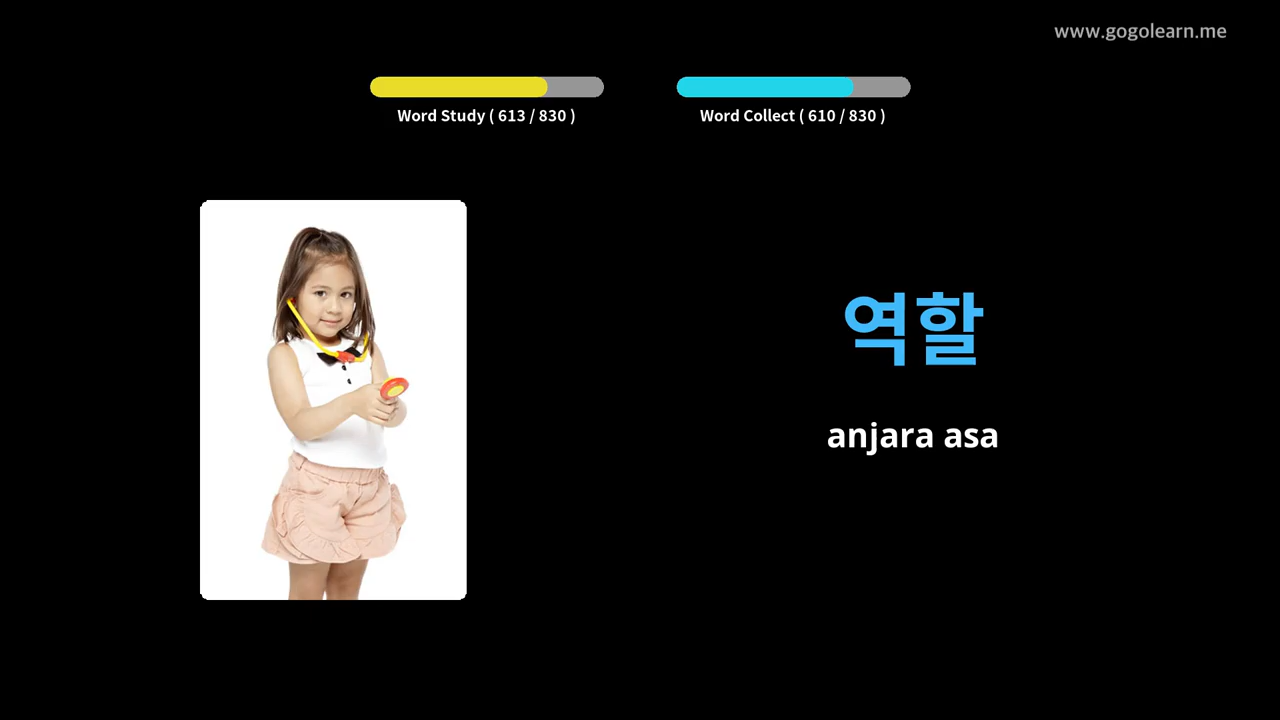 www.gogolearn.me
Word Study ( 613 / 830 )
Word Collect ( 610 / 830 )
역할
anjara asa